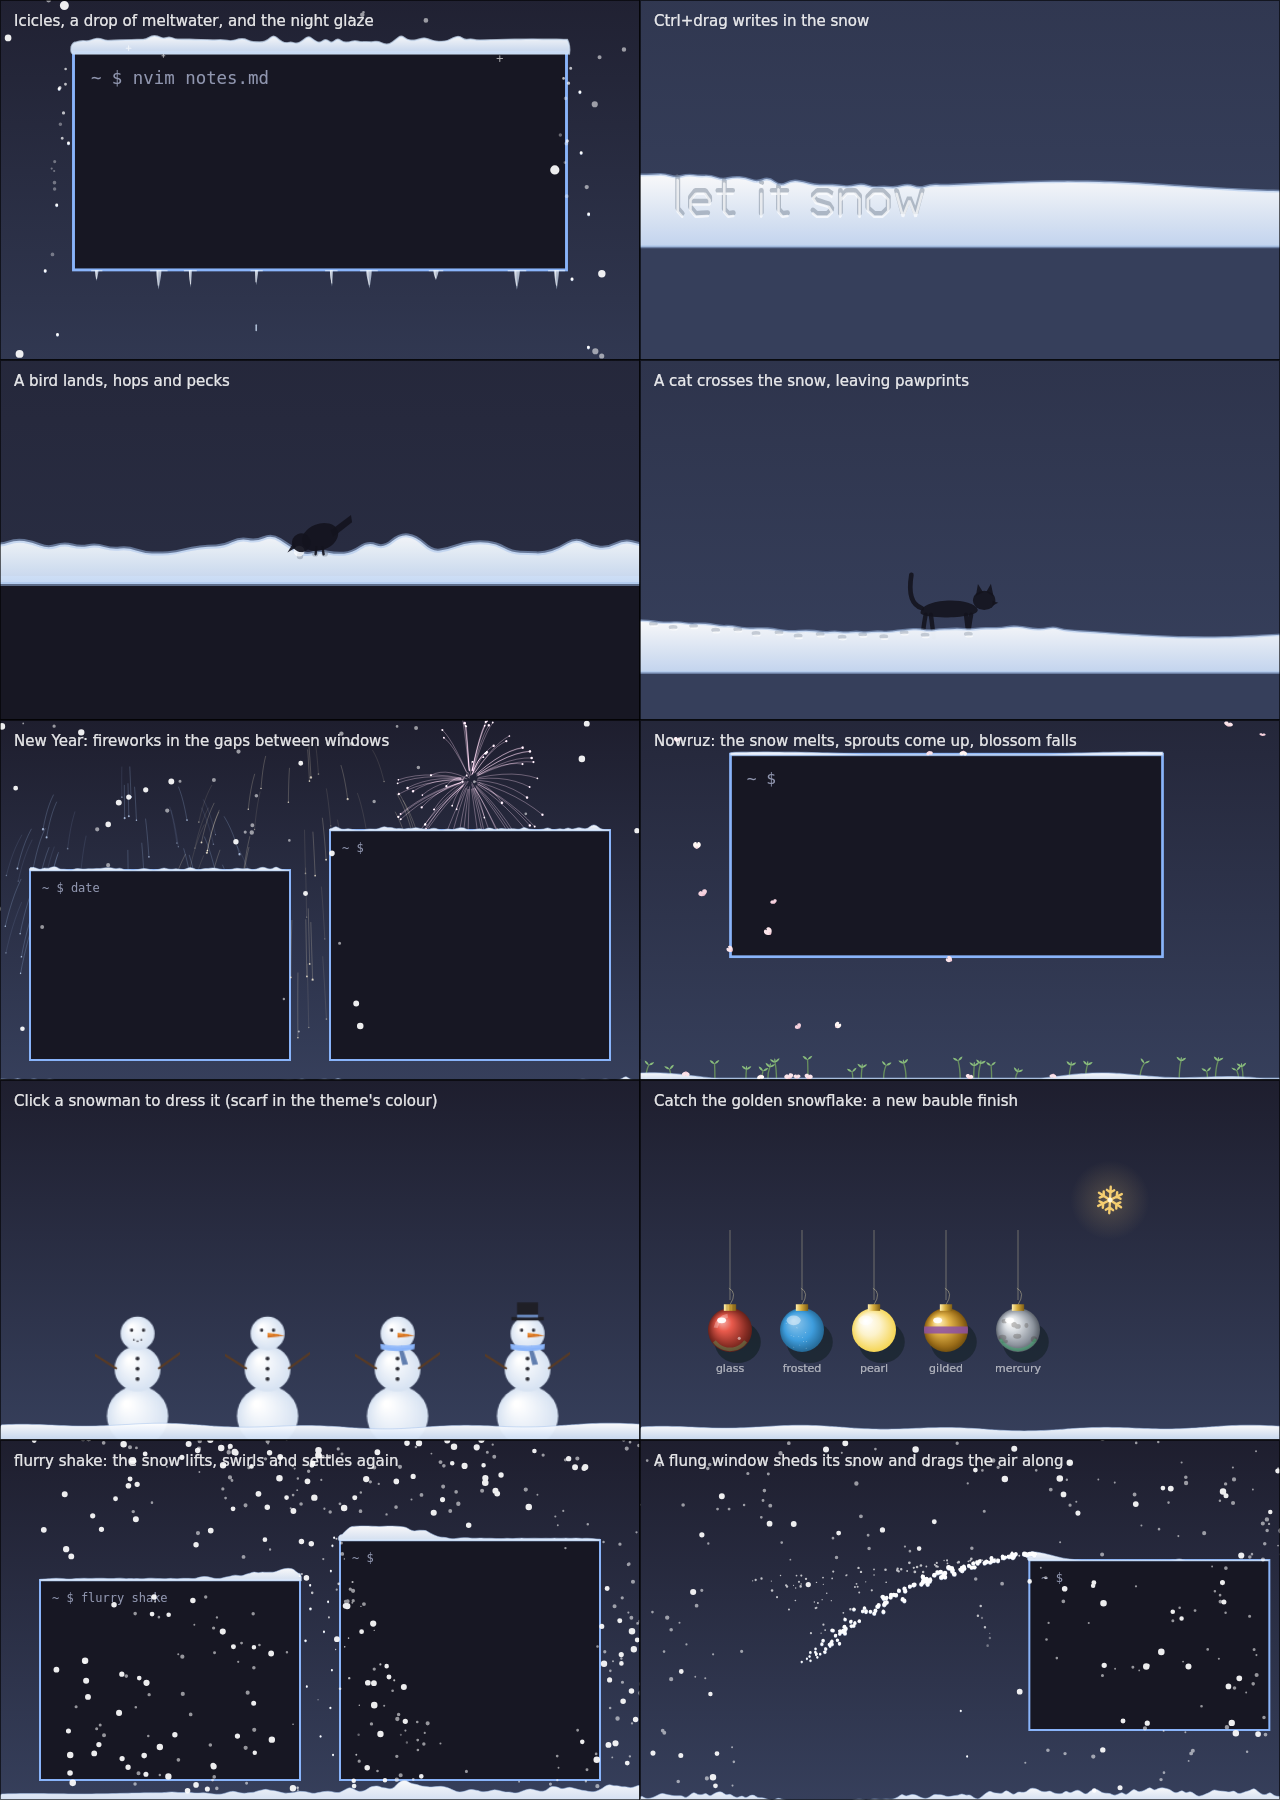 Icicles, a drop of meltwater, and the night glaze
~ $ nvim notes.md
Ctrl+drag writes in the snow
let it snow
A bird lands, hops and pecks
A cat crosses the snow, leaving pawprints
New Year: fireworks in the gaps between windows
~ $ date
~ $
Nowruz: the snow melts, sprouts come up, blossom falls
~ $
Click a snowman to dress it (scarf in the theme's colour)
Catch the golden snowflake: a new bauble finish
glass frosted pearl gilded mercury
flurry shake: the snow lifts, swirls and settles again
~ $ flurry shake
~ $
A flung window sheds its snow and drags the air along
~ $